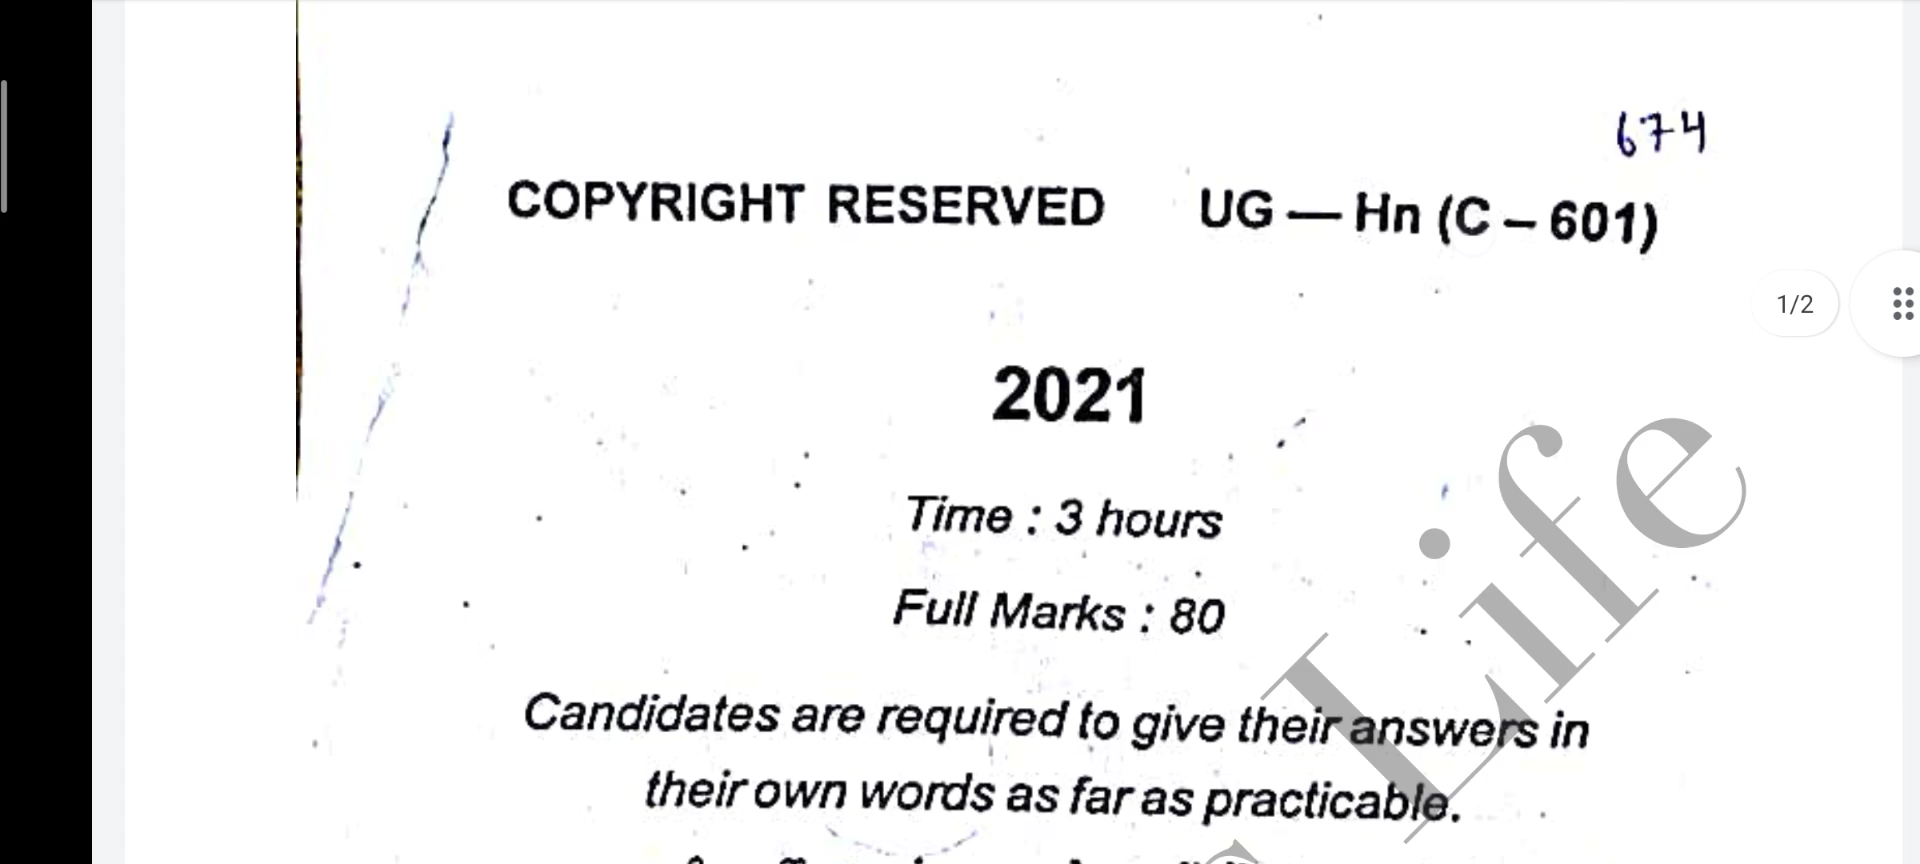 674
COPYRIGHT RESERVED UG — Hn (C – 601)
1/2
2021
Time : 3 hours
Full Marks : 80
Candidates are required to give their answers in
their own words as far as practicable.
Life